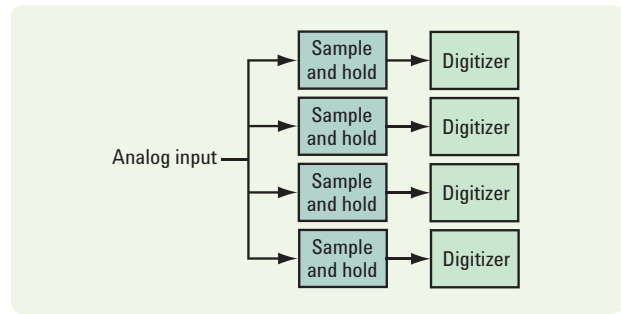 Sample
and hold
Digitizer
Sample
and hold
Digitizer
Analog input
Sample
and hold
Digitizer
Sample
and hold
Digitizer